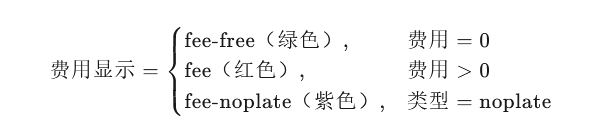 fee-free（绿色）, 费用 = 0
费用显示 = fee（红色）, 费用 > 0
fee-noplate（紫色）, 类型 = noplate